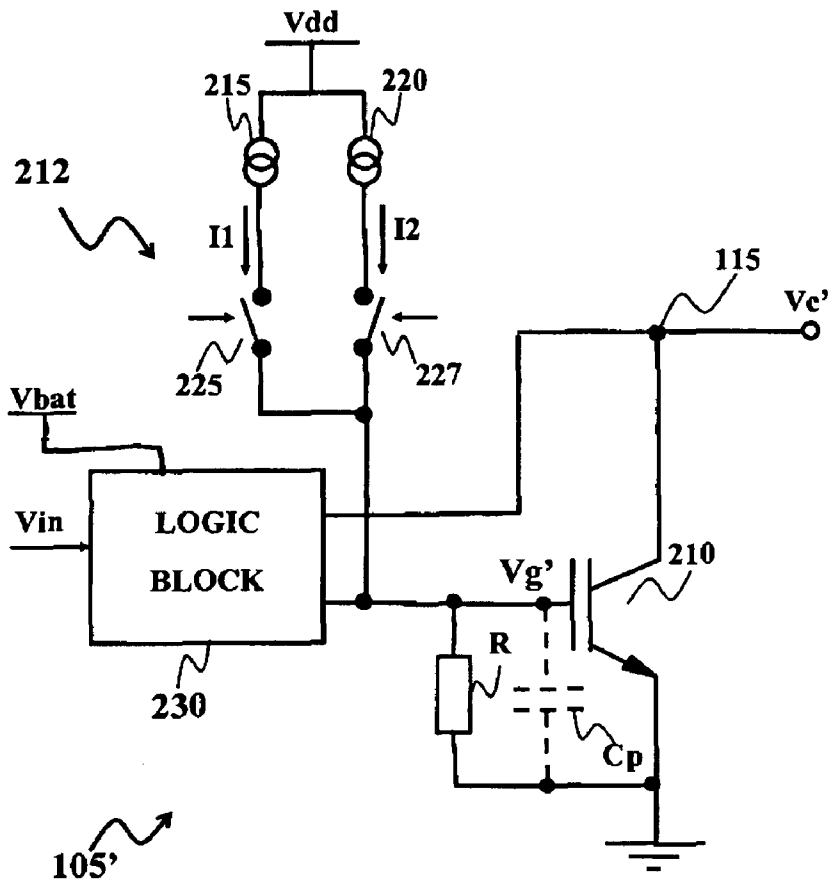 Vdd
215
220
212
I1
I2
115
Vc’
225
227
Vbat
Vin
LOGIC
BLOCK
Vg’
210
R
230
Cp
105’